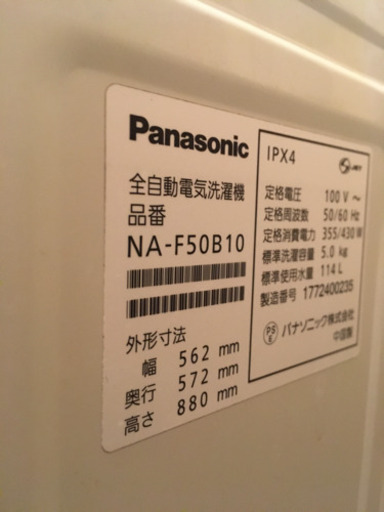 Panasonic
全自動電気洗濯機
品番
NA-F50B10
外形寸法
幅 562 mm
奥行 572 mm
高さ 880 mm
IPX4
定格電圧 100 V~
定格周波数 50/60 Hz
定格消費電力 355/430 W
標準洗濯容量 5.0 kg
標準使用水量 114 L
製造番号 1772400235
PS E パナソニック株式会社
中国製